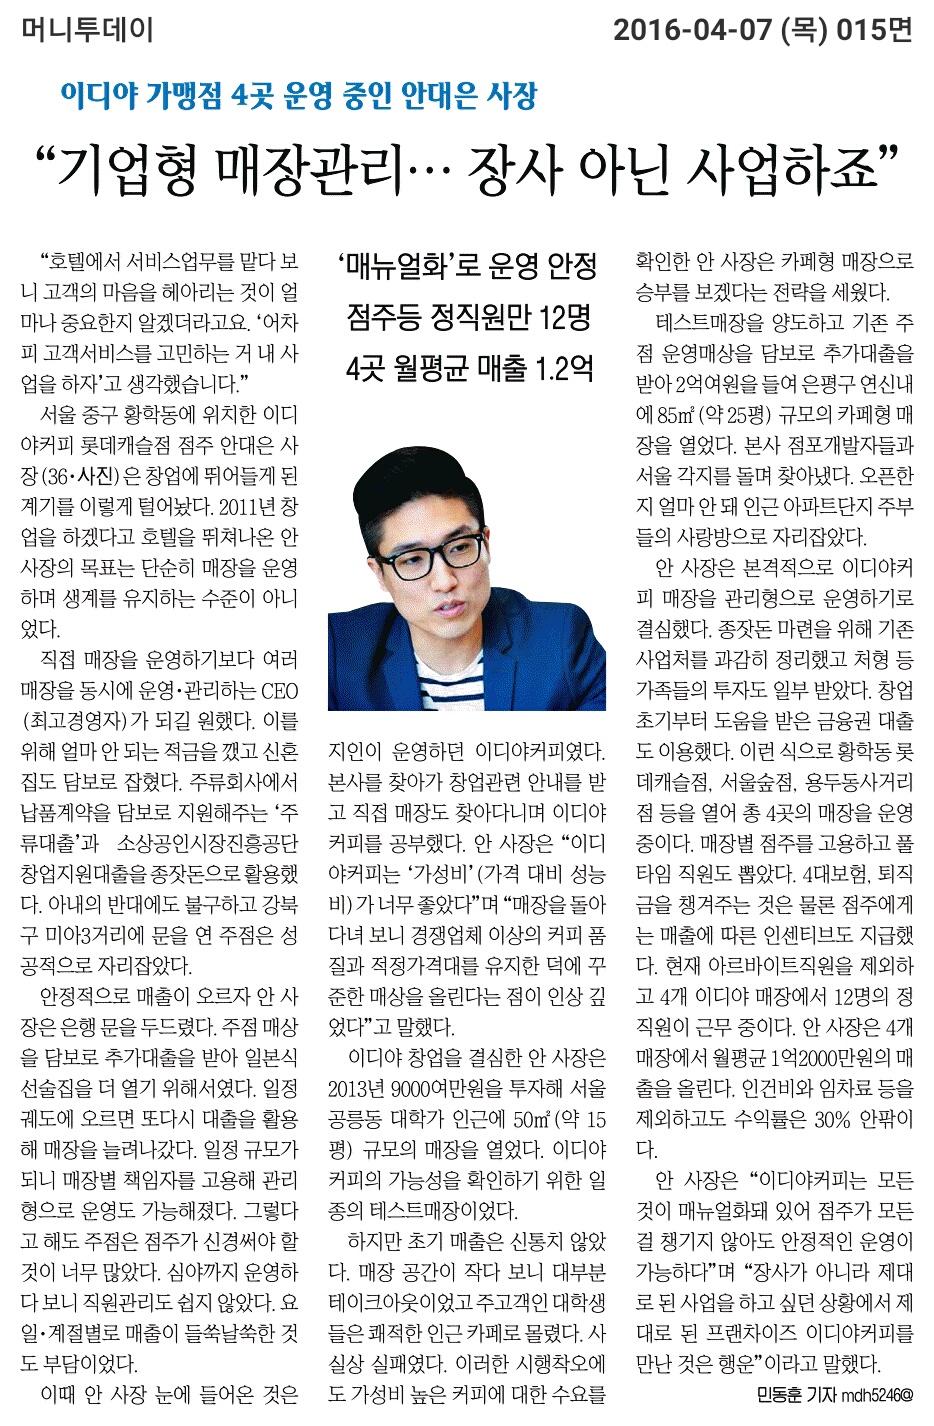 머니투데이
2016-04-07 (목) 015면
이디야 가맹점 4곳 운영 중인 안대은 사장
“기업형 매장관리… 장사 아닌 사업하죠”
“호텔에서 서비스업무를 맡다 보
니 고객의 마음을 헤아리는 것이 얼
마나 중요한지 알겠더라고요. ‘어차
피 고객서비스를 고민하는 거 내 사
업을 하자’고 생각했습니다.”
서울 중구 황학동에 위치한 이디
야커피 롯데캐슬점 점주 안대은 사
장(36·사진)은 창업에 뛰어들게 된
계기를 이렇게 털어놨다. 2011년 창
업을 하겠다고 호텔을 뛰쳐나온 안
사장의 목표는 단순히 매장을 운영
하며 생계를 유지하는 수준이 아니
었다.
직접 매장을 운영하기보다 여러
매장을 동시에 운영·관리하는 CEO
(최고경영자)가 되길 원했다. 이를
위해 얼마 안 되는 적금을 깼고 신혼
집도 담보로 잡혔다. 주류회사에서
납품계약을 담보로 지원해주는 ‘주
류대출’과 소상공인시장진흥공단
창업지원대출을 종잣돈으로 활용했
다. 아내의 반대에도 불구하고 강북
구 미아3거리에 문을 연 주점은 성
공적으로 자리잡았다.
안정적으로 매출이 오르자 안 사
장은 은행 문을 두드렸다. 주점 매상
을 담보로 추가대출을 받아 일본식
선술집을 더 열기 위해서였다. 일정
궤도에 오르면 또다시 대출을 활용
해 매장을 늘려나갔다. 일정 규모가
되니 매장별 책임자를 고용해 관리
형으로 운영도 가능해졌다. 그렇다
고 해도 주점은 점주가 신경써야 할
것이 너무 많았다. 심야까지 운영하
다 보니 직원관리도 쉽지 않았다. 요
일·계절별로 매출이 들쑥날쑥한 것
도 부담이었다.
이때 안 사장 눈에 들어온 것은
‘매뉴얼화’로 운영 안정
점주등 정직원만 12명
4곳 월평균 매출 1.2억
지인이 운영하던 이디야커피였다.
본사를 찾아가 창업관련 안내를 받
고 직접 매장도 찾아다니며 이디야
커피를 공부했다. 안 사장은 “이디
야커피는 ‘가성비’(가격 대비 성능
비)가 너무 좋았다”며 “매장을 돌아
다녀 보니 경쟁업체 이상의 커피 품
질과 적정가격대를 유지한 덕에 꾸
준한 매상을 올린다는 점이 인상 깊
었다”고 말했다.
이디야 창업을 결심한 안 사장은
2013년 9000여만원을 투자해 서울
공릉동 대학가 인근에 50㎡(약 15
평) 규모의 매장을 열었다. 이디야
커피의 가능성을 확인하기 위한 일
종의 테스트매장이었다.
하지만 초기 매출은 신통치 않았
다. 매장 공간이 작다 보니 대부분
테이크아웃이었고 주고객인 대학생
들은 쾌적한 인근 카페로 몰렸다. 사
실상 실패였다. 이러한 시행착오에
도 가성비 높은 커피에 대한 수요를
확인한 안 사장은 카페형 매장으로
승부를 보겠다는 전략을 세웠다.
테스트매장을 양도하고 기존 주
점 운영매상을 담보로 추가대출을
받아 2억여원을 들여 은평구 연신내
에 85㎡(약 25평) 규모의 카페형 매
장을 열었다. 본사 점포개발자들과
서울 각지를 돌며 찾아냈다. 오픈한
지 얼마 안 돼 인근 아파트단지 주부
들의 사랑방으로 자리잡았다.
안 사장은 본격적으로 이디야커
피 매장을 관리형으로 운영하기로
결심했다. 종잣돈 마련을 위해 기존
사업처를 과감히 정리했고 처형 등
가족들의 투자도 일부 받았다. 창업
초기부터 도움을 받은 금융권 대출
도 이용했다. 이런 식으로 황학동 롯
데캐슬점, 서울숲점, 용두동사거리
점 등을 열어 총 4곳의 매장을 운영
중이다. 매장별 점주를 고용하고 풀
타임 직원도 뽑았다. 4대보험, 퇴직
금을 챙겨주는 것은 물론 점주에게
는 매출에 따른 인센티브도 지급했
다. 현재 아르바이트직원을 제외하
고 4개 이디야 매장에서 12명의 정
직원이 근무 중이다. 안 사장은 4개
매장에서 월평균 1억2000만원의 매
출을 올린다. 인건비와 임차료 등을
제외하고도 수익률은 30% 안팎이
다.
안 사장은 “이디야커피는 모든
것이 매뉴얼화돼 있어 점주가 모든
걸 챙기지 않아도 안정적인 운영이
가능하다”며 “장사가 아니라 제대
로 된 사업을 하고 싶던 상황에서 제
대로 된 프랜차이즈 이디야커피를
만난 것은 행운”이라고 말했다.
민동훈 기자 mdh5246@